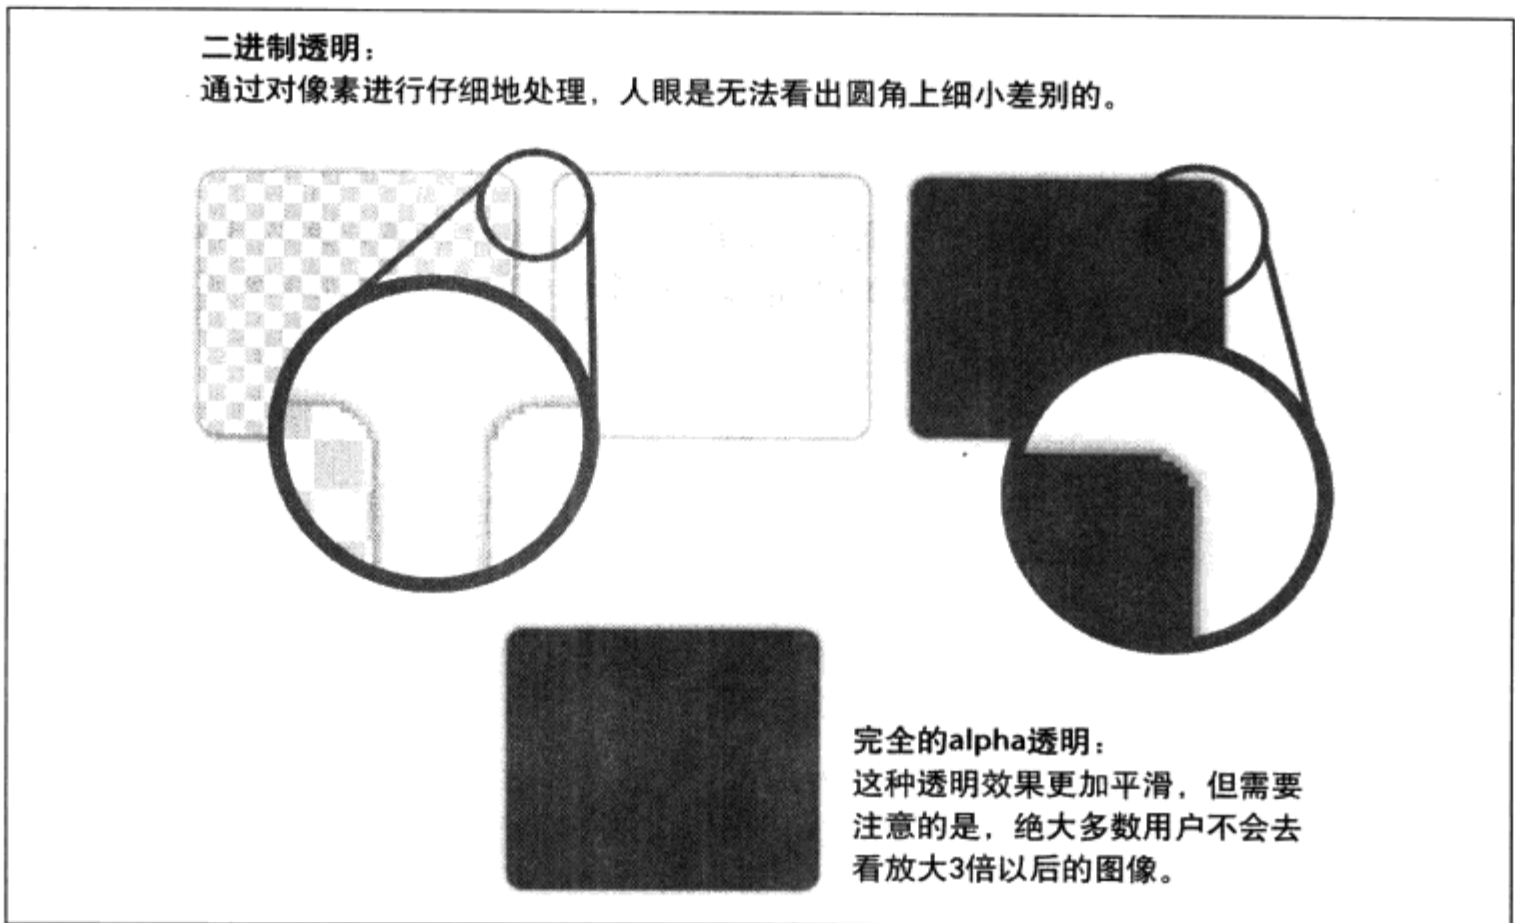 二进制透明：
通过对像素进行仔细地处理，人眼是无法看出圆角上细小差别的。
完全的alpha透明：
这种透明效果更加平滑，但需要
注意的是，绝大多数用户不会去
看放大3倍以后的图像。